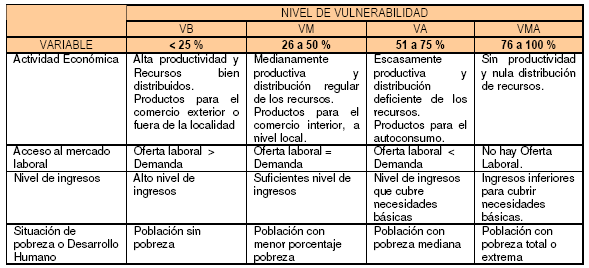 NIVEL DE VULNERABILIDAD
VB VM VA VMA
VARIABLE < 25 % 26 a 50 % 51 a 75 % 76 a 100 %
Actividad Económica
Alta productividad y
Recursos bien
distribuidos.
Productos para el
comercio exterior o
fuera de la localidad
Medianamente
productiva y
distribución regular
de los recursos.
Productos para el
comercio interior, a
nivel local.
Escasamente
productiva y
distribución
deficiente de los
recursos.
Productos para el
autoconsumo.
Sin productividad
y nula distribución
de recursos.
Acceso al mercado
laboral
Oferta laboral >
Demanda
Oferta laboral =
Demanda
Oferta laboral <
Demanda
No hay Oferta
Laboral.
Nivel de ingresos
Alto nivel de
ingresos
Suficientes nivel de
ingresos
Nivel de ingresos
que cubre
necesidades
básicas
Ingresos inferiores
para cubrir
necesidades
básicas.
Situación de
pobreza o Desarrollo
Humano
Población sin
pobreza
Población con
menor porcentaje
pobreza
Población con
pobreza mediana
Población con
pobreza total o
extrema